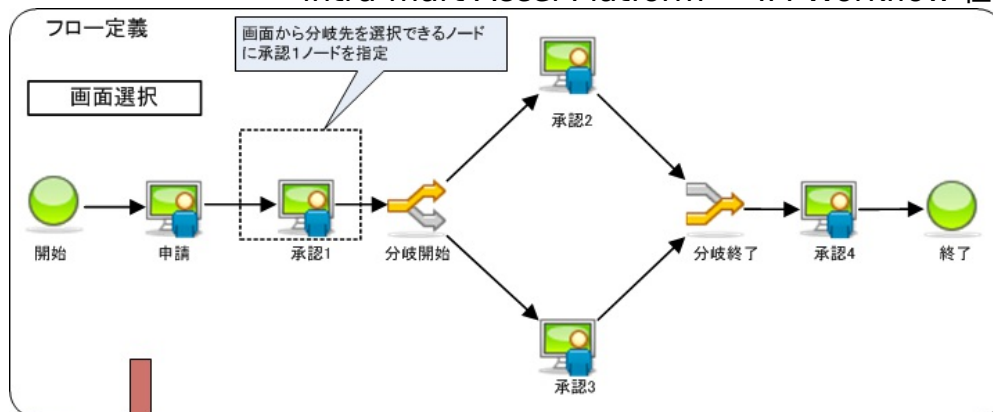 フロー定義
画面から分岐先を選択できるノード
に承認1ノードを指定
画面選択
承認2
開始
申請
承認1
分岐開始
分岐終了
承認4
終了
承認3